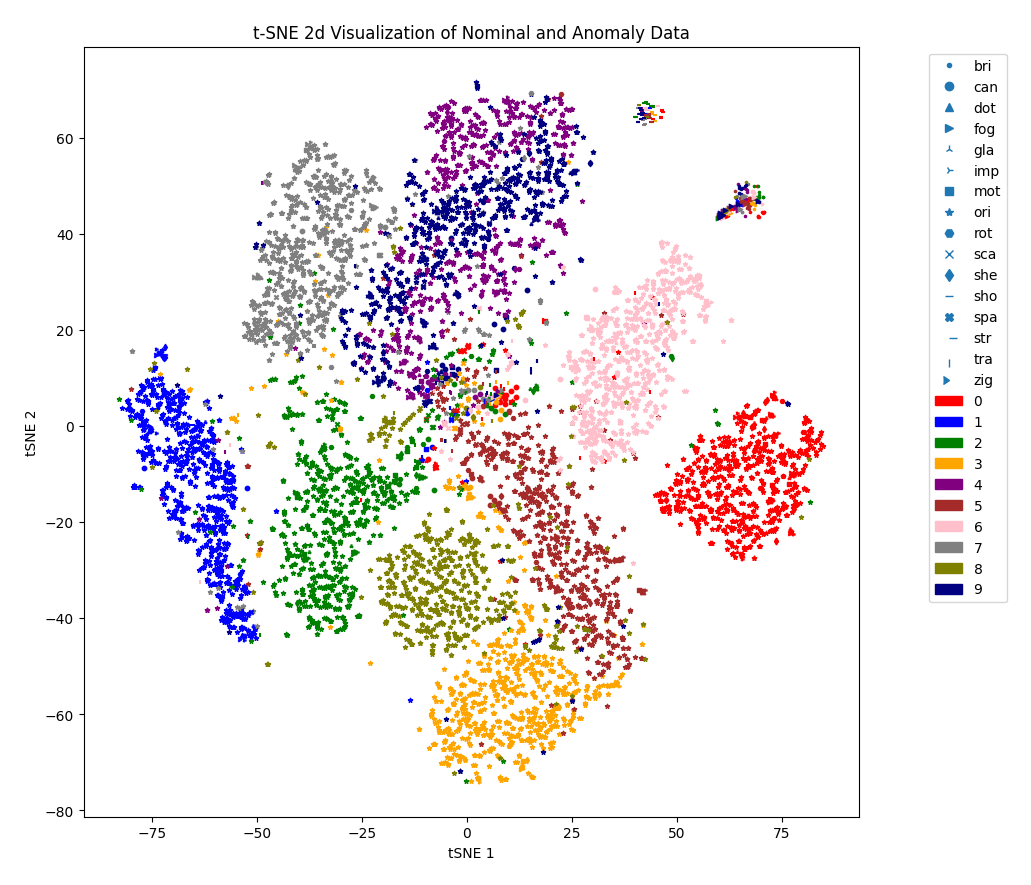 t-SNE 2d Visualization of Nominal and Anomaly Data
60
40
20
0
−20
−40
−60
−80
tSNE 2
−75
−50
−25
0
25
50
75
tSNE 1
bri
can
dot
fog
gla
imp
mot
ori
rot
sca
she
sho
spa
str
tra
zig
0
1
2
3
4
5
6
7
8
9